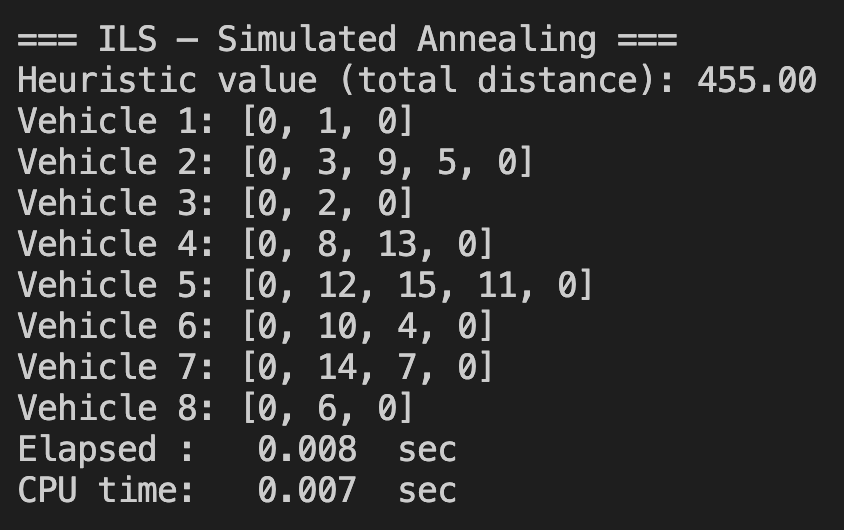 === ILS – Simulated Annealing ===
Heuristic value (total distance): 455.00
Vehicle 1: [0, 1, 0]
Vehicle 2: [0, 3, 9, 5, 0]
Vehicle 3: [0, 2, 0]
Vehicle 4: [0, 8, 13, 0]
Vehicle 5: [0, 12, 15, 11, 0]
Vehicle 6: [0, 10, 4, 0]
Vehicle 7: [0, 14, 7, 0]
Vehicle 8: [0, 6, 0]
Elapsed :   0.008  sec
CPU time:   0.007  sec